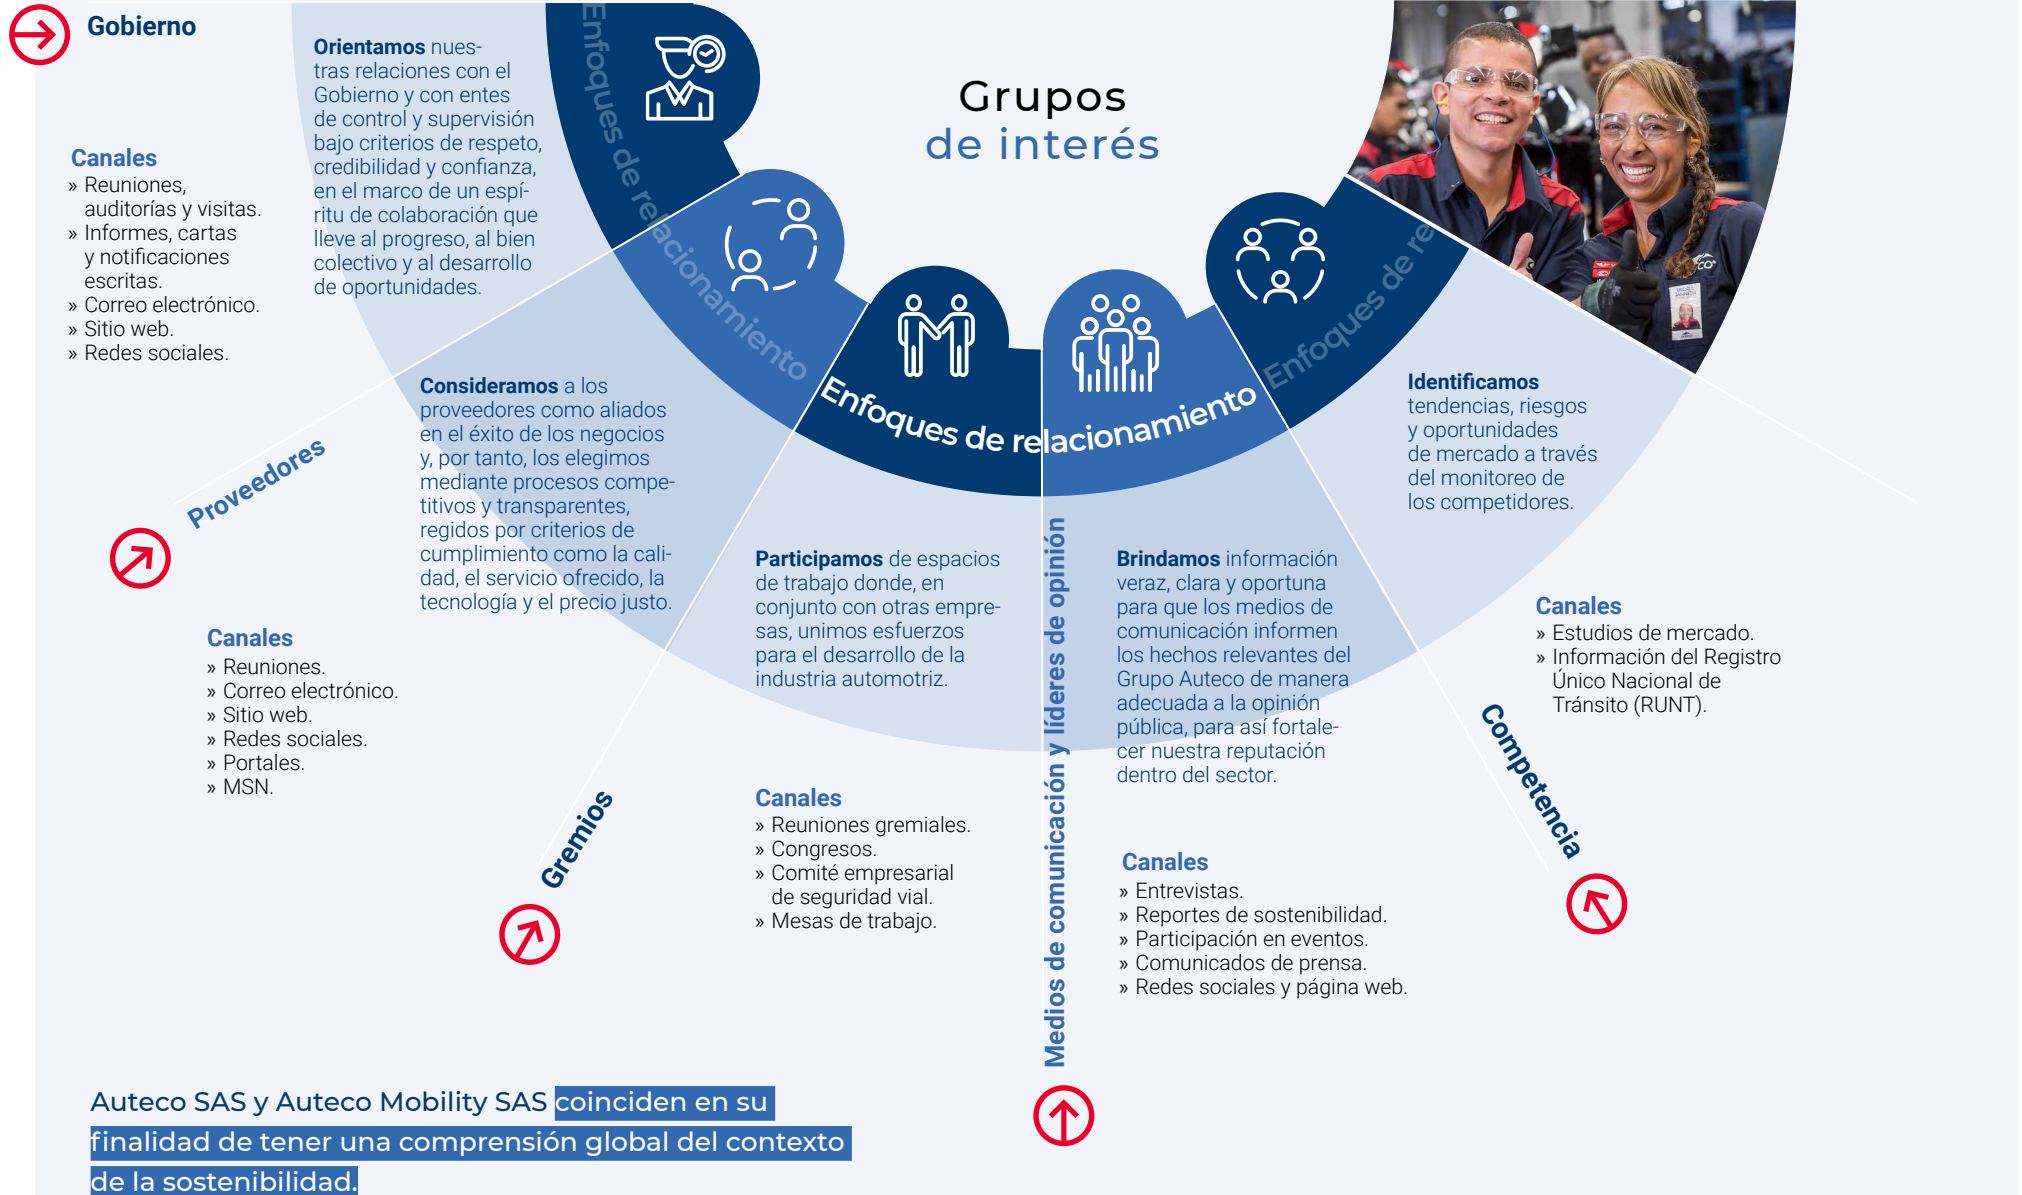 Grupos
de interés
Gobierno
Orientamos nues-
tras relaciones con el
Gobierno y con entes
de control y supervisión
bajo criterios de respeto,
credibilidad y confianza,
en el marco de un espí-
ritu de colaboración que
lleve al progreso, al bien
colectivo y al desarrollo
de oportunidades.
Canales
» Reuniones,
auditorías y visitas.
» Informes, cartas
y notificaciones
escritas.
» Correo electrónico.
» Sitio web.
» Redes sociales.
Enfoques de relacionamiento
Enfoques de relacionamiento
Enfoques de re
Proveedores
Consideramos a los
proveedores como aliados
en el éxito de los negocios
y, por tanto, los elegimos
mediante procesos compe-
titivos y transparentes,
regidos por criterios de
cumplimiento como la cali-
dad, el servicio ofrecido, la
tecnología y el precio justo.
Canales
» Reuniones.
» Correo electrónico.
» Sitio web.
» Redes sociales.
» Portales.
» MSN.
Gremios
Participamos de espacios
de trabajo donde, en
conjunto con otras empre-
sas, unimos esfuerzos
para el desarrollo de la
industria automotriz.
Canales
» Reuniones gremiales.
» Congresos.
» Comité empresarial
de seguridad vial.
» Mesas de trabajo.
Medios de comunicación y líderes de opinión
Brindamos información
veraz, clara y oportuna
para que los medios de
comunicación informen
los hechos relevantes del
Grupo Auteco de manera
adecuada a la opinión
pública, para así fortale-
cer nuestra reputación
dentro del sector.
Canales
» Entrevistas.
» Reportes de sostenibilidad.
» Participación en eventos.
» Comunicados de prensa.
» Redes sociales y página web.
Competencia
Identificamos
tendencias, riesgos
y oportunidades
de mercado a través
del monitoreo de
los competidores.
Canales
» Estudios de mercado.
» Información del Registro
Único Nacional de
Tránsito (RUNT).
Auteco SAS y Auteco Mobility SAS coinciden en su
finalidad de tener una comprensión global del contexto
de la sostenibilidad.